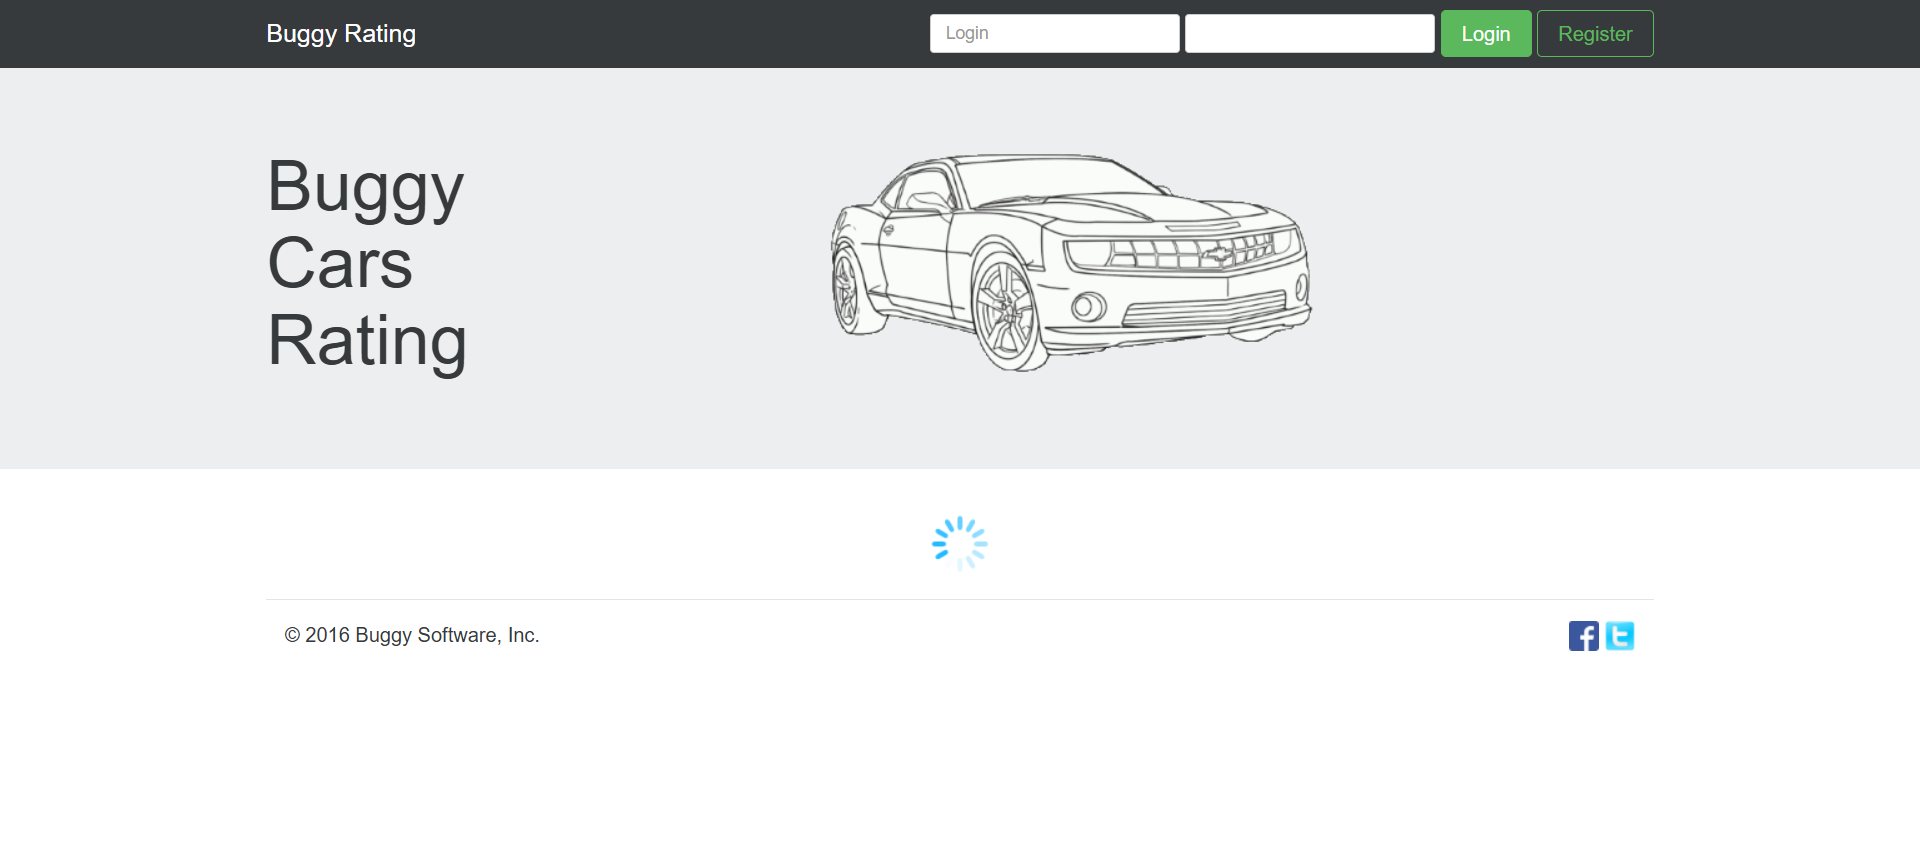 Buggy Rating
Login
Login
Register
Buggy
Cars
Rating
© 2016 Buggy Software, Inc.